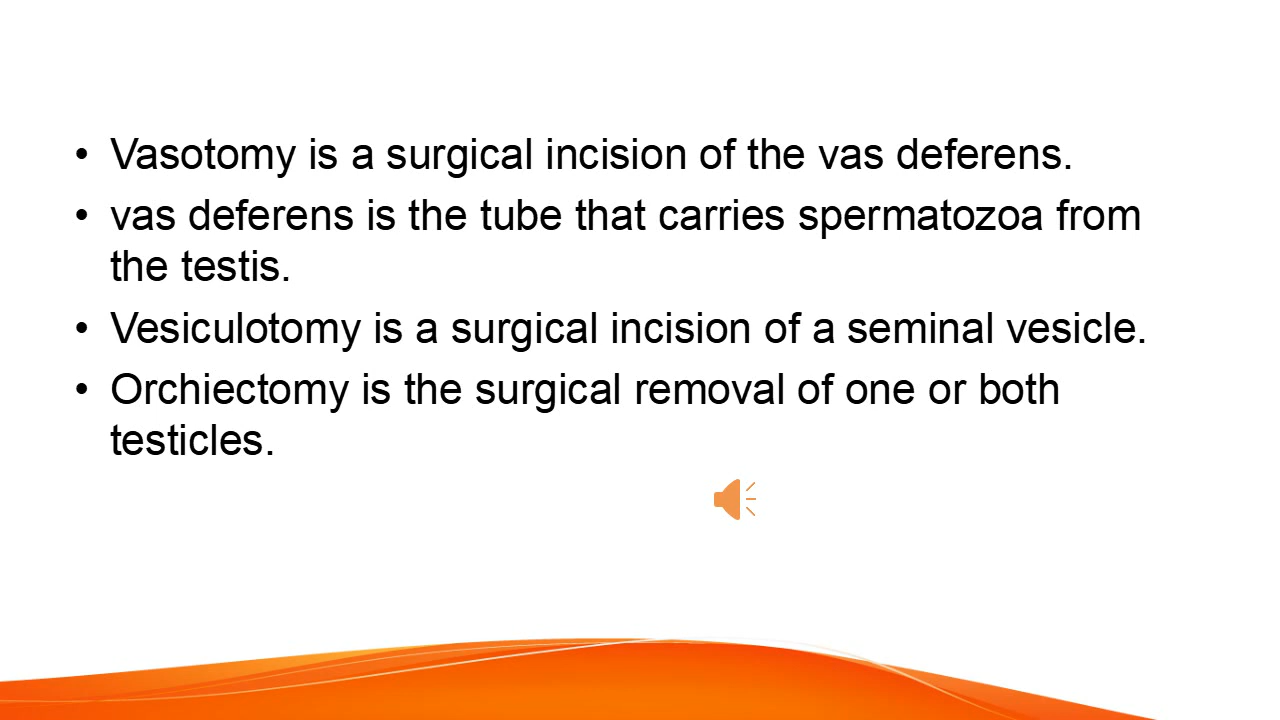 • Vasotomy is a surgical incision of the vas deferens.
• vas deferens is the tube that carries spermatozoa from
the testis.
• Vesiculotomy is a surgical incision of a seminal vesicle.
• Orchiectomy is the surgical removal of one or both
testicles.